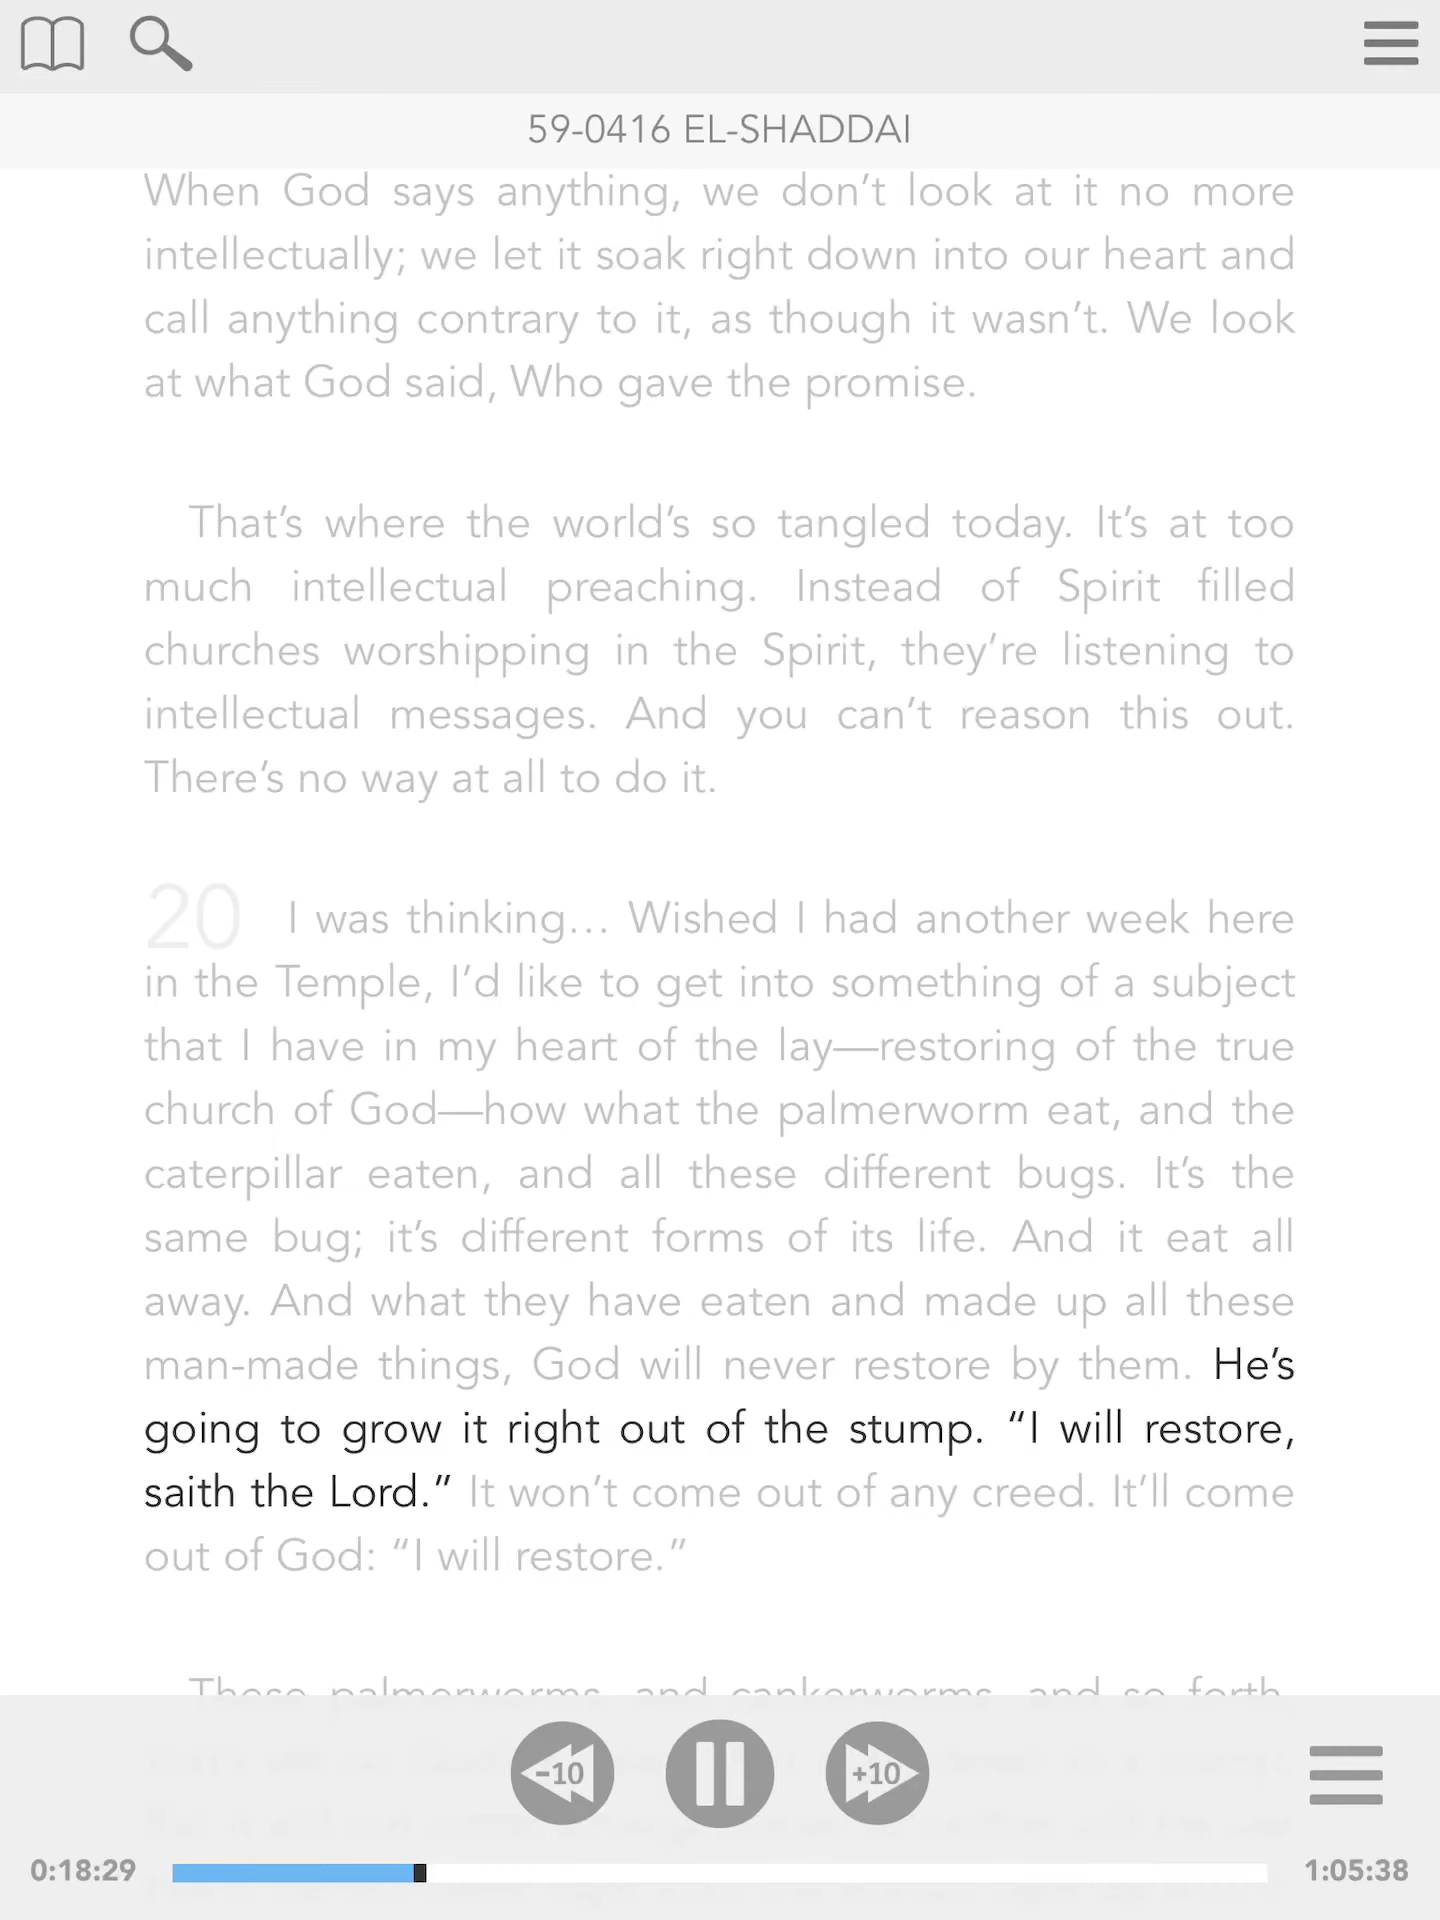 59-0416 EL-SHADDAI
When God says anything, we don’t look at it no more
intellectually; we let it soak right down into our heart and
call anything contrary to it, as though it wasn’t. We look
at what God said, Who gave the promise.
That’s where the world’s so tangled today. It’s at too
much intellectual preaching. Instead of Spirit filled
churches worshipping in the Spirit, they’re listening to
intellectual messages. And you can’t reason this out.
There’s no way at all to do it.
20 I was thinking… Wished I had another week here
in the Temple, I’d like to get into something of a subject
that I have in my heart of the lay—restoring of the true
church of God—how what the palmerworm eat, and the
caterpillar eaten, and all these different bugs. It’s the
same bug; it’s different forms of its life. And it eat all
away. And what they have eaten and made up all these
man-made things, God will never restore by them. He’s
going to grow it right out of the stump. “I will restore,
saith the Lord.” It won’t come out of any creed. It’ll come
out of God: “I will restore.”
These palmerworms, and cankerworms, and so forth,
-10 +10
0:18:29 1:05:38